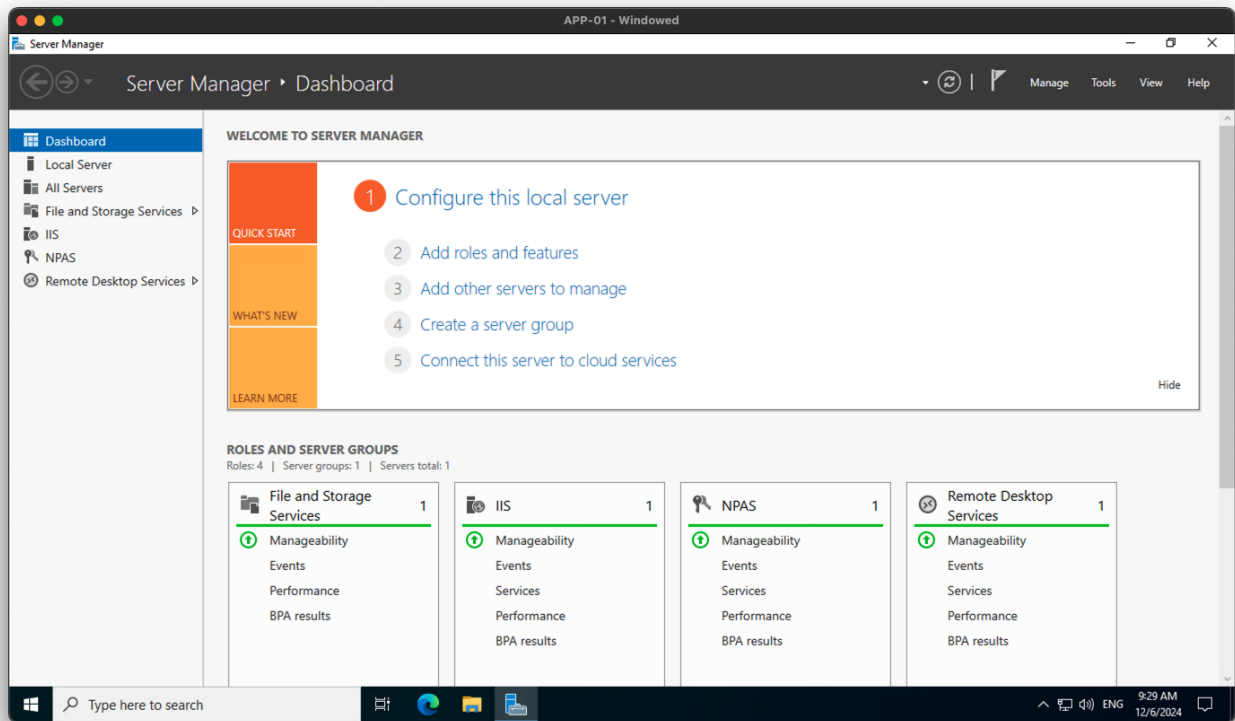 APP-01 - Windowed
Server Manager
Server Manager ‣ Dashboard
Manage Tools View Help
Dashboard
Local Server
All Servers
File and Storage Services
IIS
NPAS
Remote Desktop Services
WELCOME TO SERVER MANAGER
QUICK START
WHAT'S NEW
LEARN MORE
1 Configure this local server
2 Add roles and features
3 Add other servers to manage
4 Create a server group
5 Connect this server to cloud services
Hide
ROLES AND SERVER GROUPS
Roles: 4 | Server groups: 1 | Servers total: 1
File and Storage
Services 1
Manageability
Events
Performance
BPA results
IIS 1
Manageability
Events
Services
Performance
BPA results
NPAS 1
Manageability
Events
Services
Performance
BPA results
Remote Desktop
Services 1
Manageability
Events
Services
Performance
BPA results
Type here to search
ENG
9:29 AM
12/6/2024